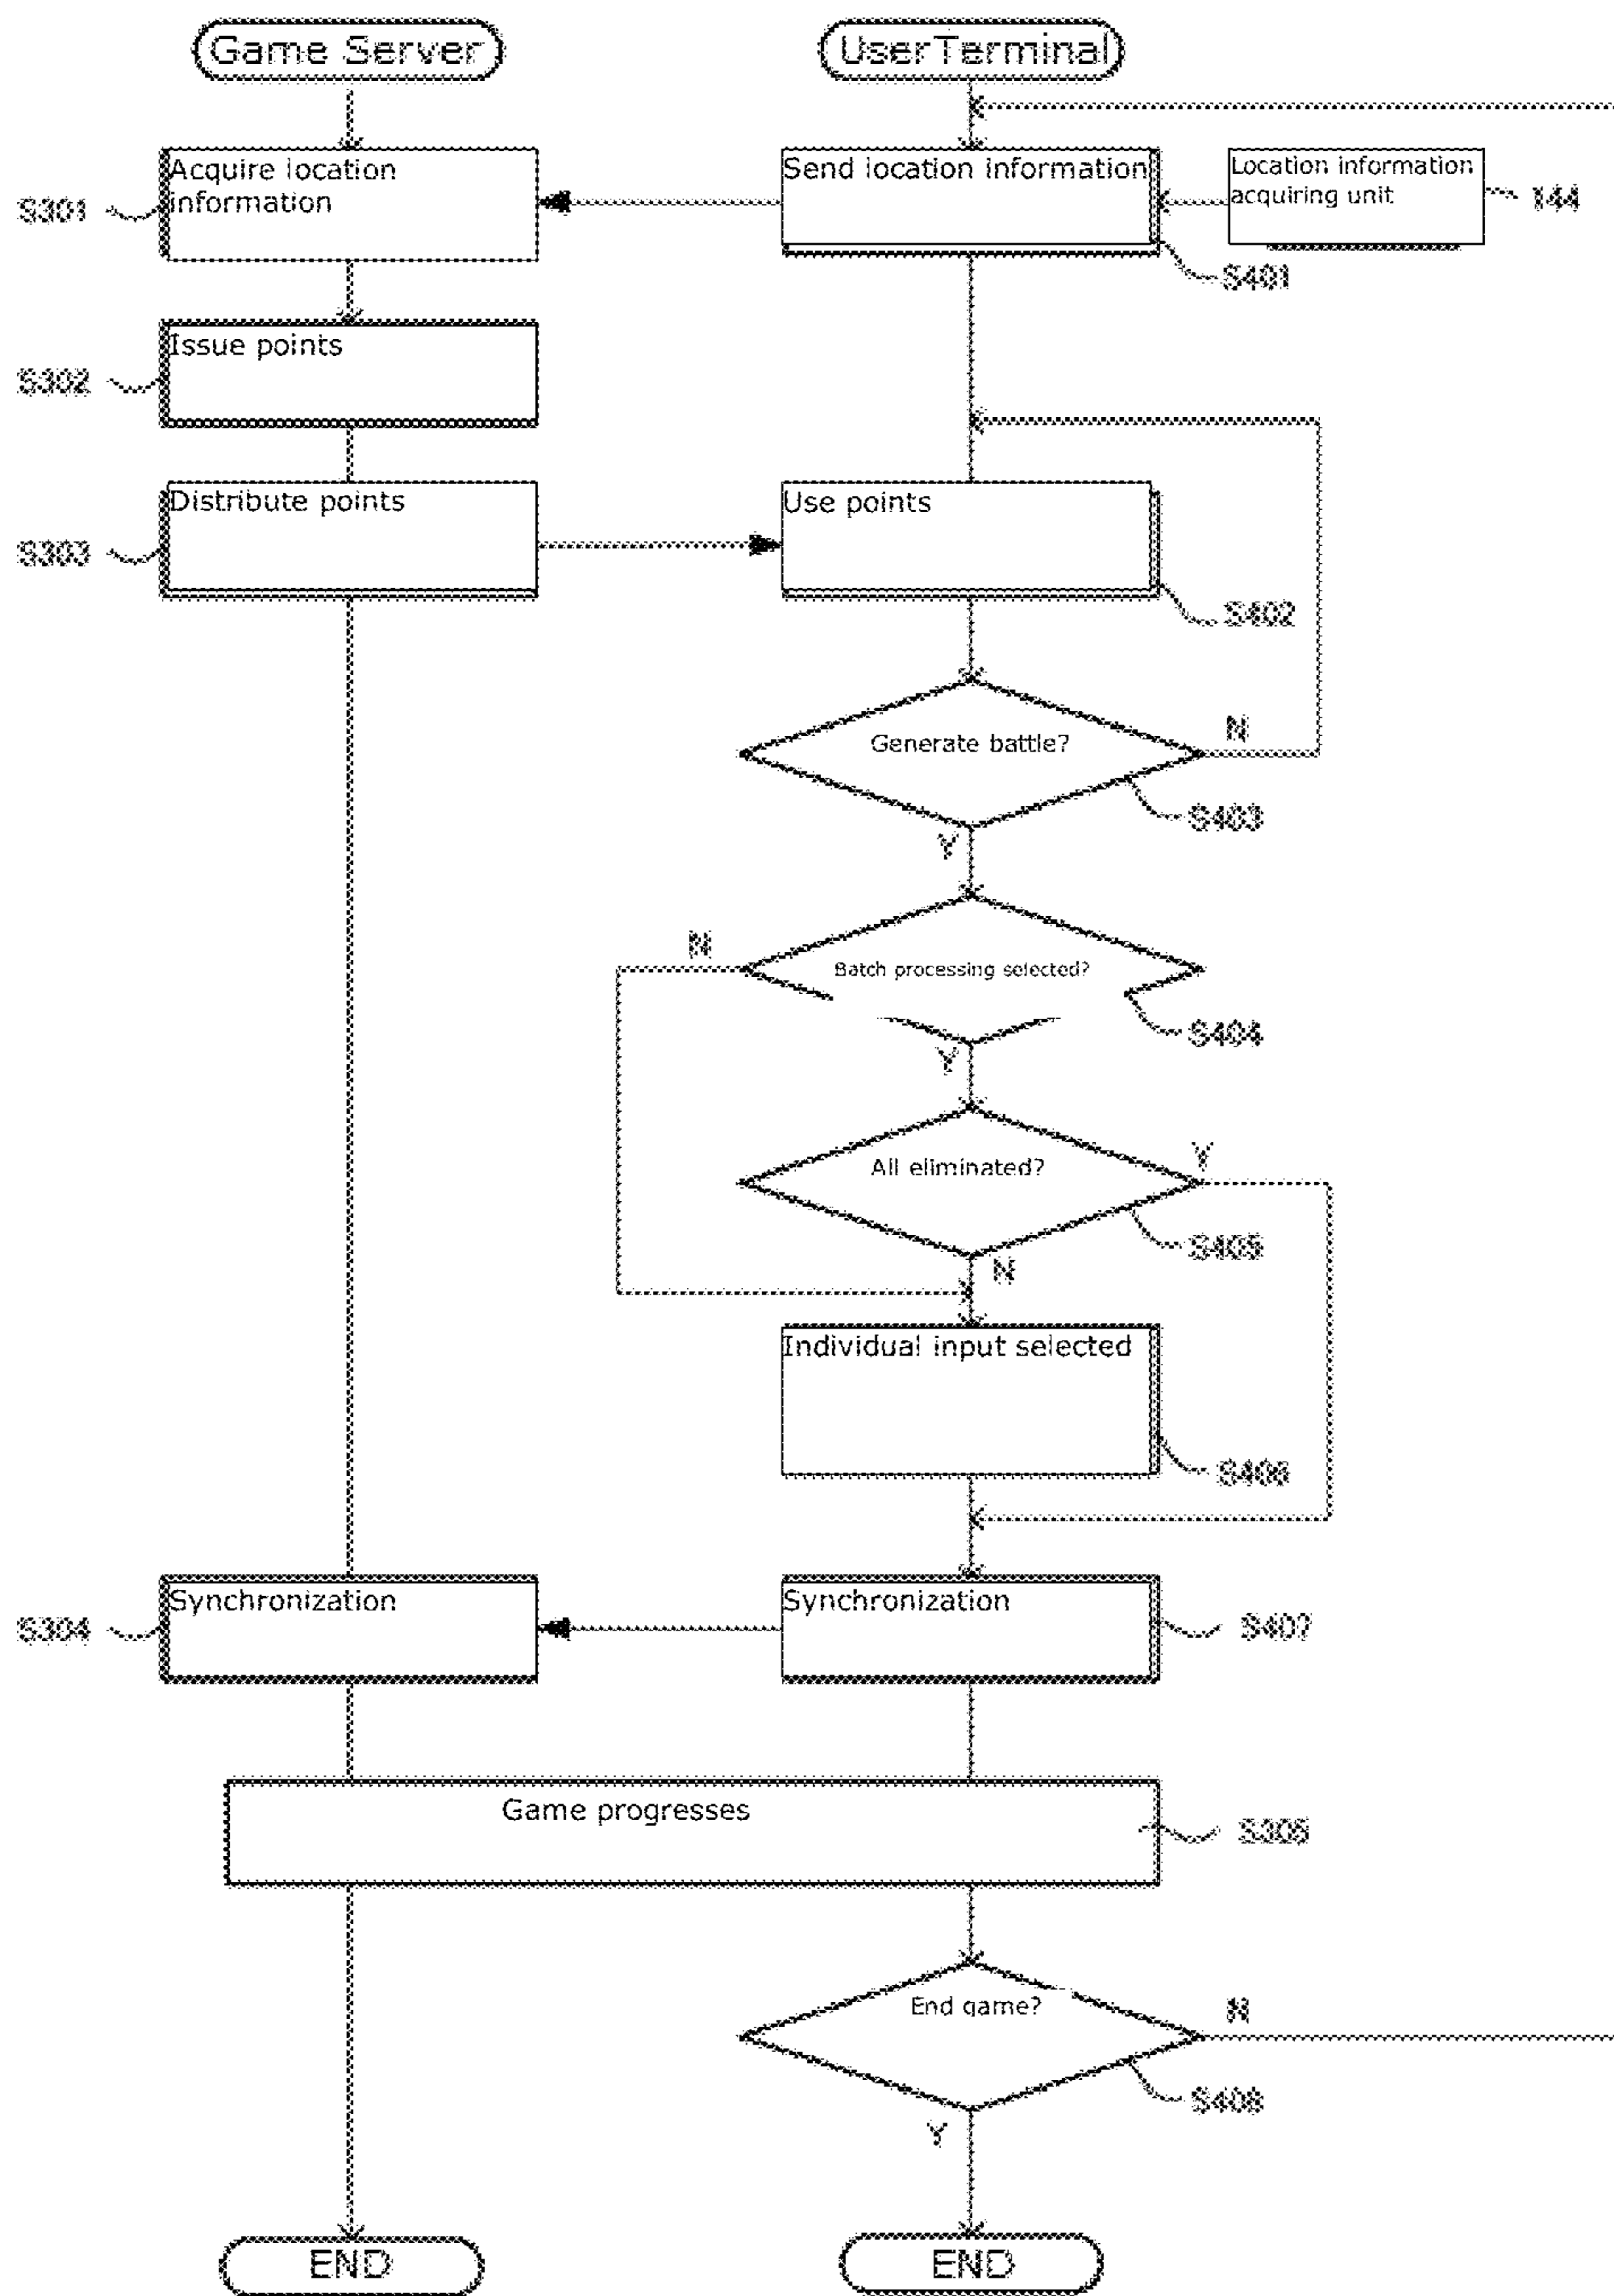 Game Server
UserTerminal
Acquire location
information
Send location information
Location information
acquiring unit
S301
144
S401
Issue points
S302
Distribute points
Use points
S303
S402
Generate battle?
N
S403
Y
N
Batch processing selected?
S404
Y
All eliminated?
Y
S405
N
Individual input selected
S406
Synchronization
Synchronization
S304
S407
Game progresses
S305
End game?
N
S408
Y
END
END